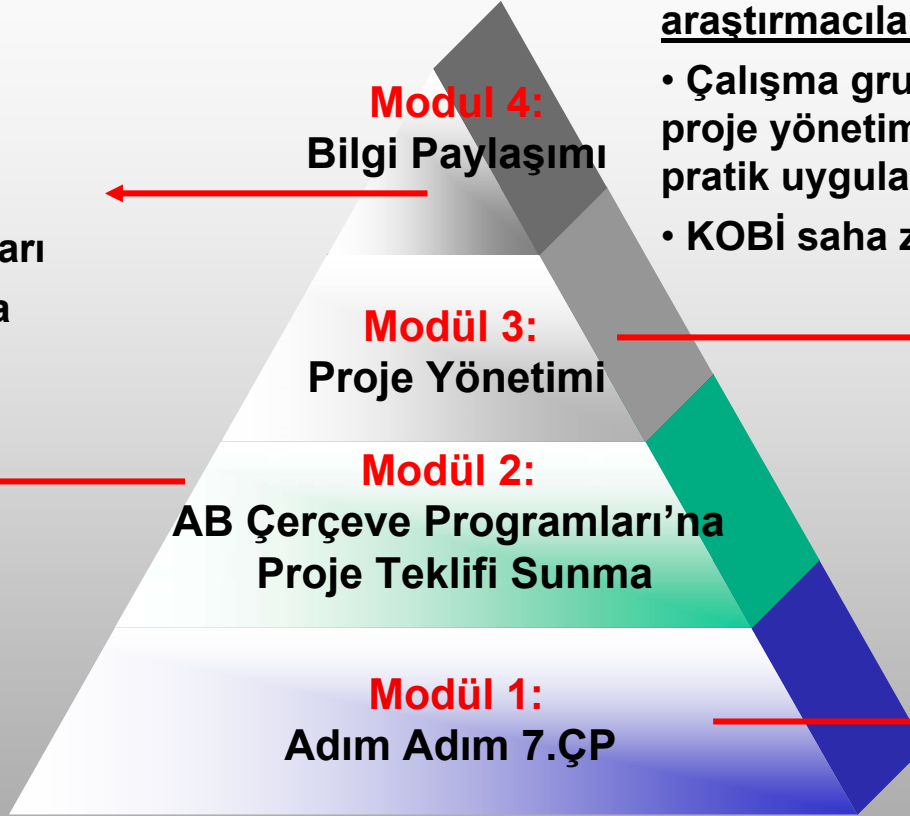 araştırmacıla
• Çalışma gru
proje yönetim
pratik uygula
• KOBİ saha z
Modul 4:
Bilgi Paylaşımı
arı
a
Modül 3:
Proje Yönetimi
Modül 2:
AB Çerçeve Programları’na
Proje Teklifi Sunma
Modül 1:
Adım Adım 7.ÇP